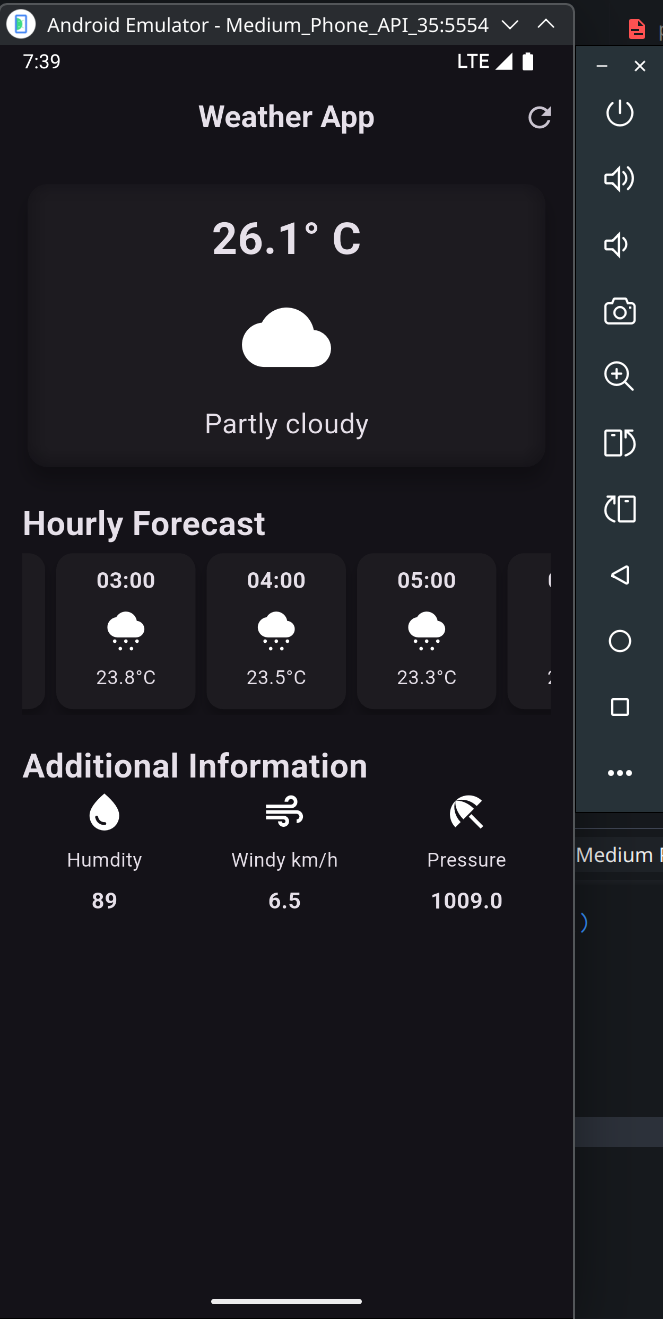 Android Emulator - Medium_Phone_API_35:5554
7:39
LTE
Weather App
26.1° C
Partly cloudy
Hourly Forecast
03:00 04:00 05:00
23.8°C 23.5°C 23.3°C
Additional Information
Humdity Windy km/h Pressure
89 6.5 1009.0
Medium
)